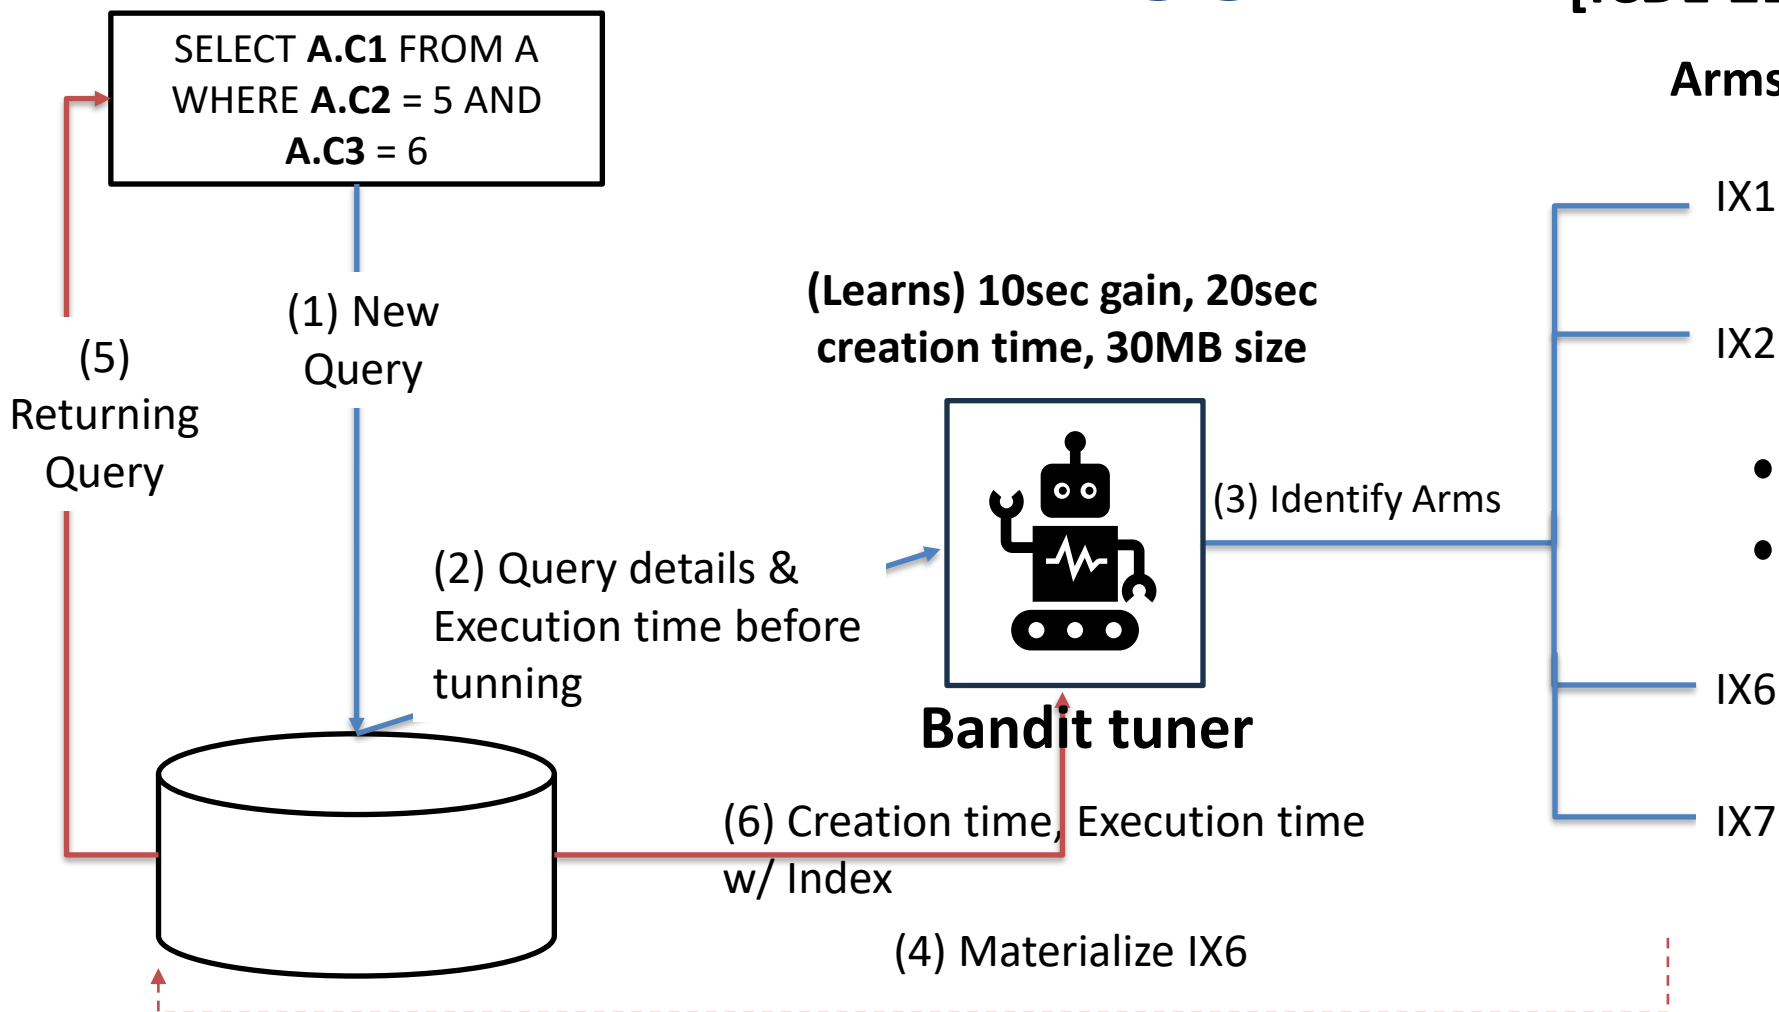 SELECT A.C1 FROM A
WHERE A.C2 = 5 AND
A.C3 = 6
Arms
(1) New
Query
(5)
Returning
Query
(Learns) 10sec gain, 20sec
creation time, 30MB size
(2) Query details &
Execution time before
tunning
Bandit tuner
(3) Identify Arms
IX1
IX2
•
•
IX6
IX7
(6) Creation time, Execution time
w/ Index
(4) Materialize IX6